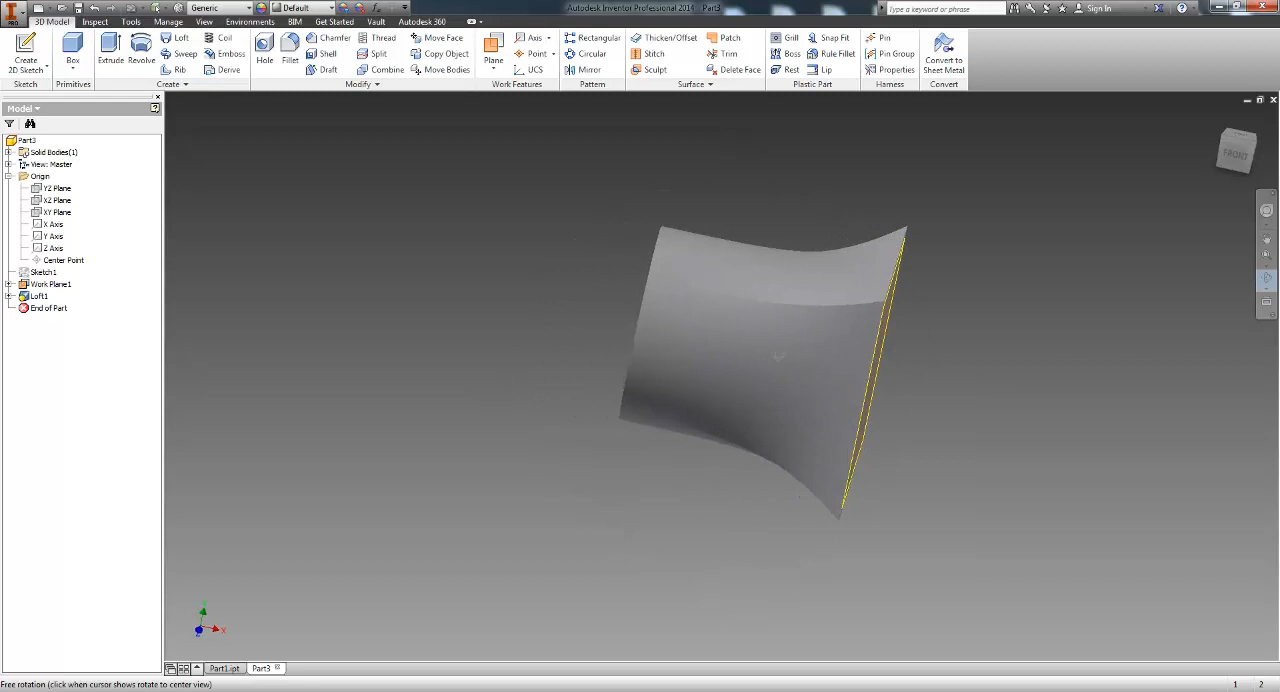 Generic Default Autodesk Inventor Professional 2014 Part3 Type a keyword or phrase Sign In
PRO 3D Model Inspect Tools Manage View Environments BIM Get Started Vault Autodesk 360
Create 2D Sketch Box Extrude Revolve Loft Coil Hole Fillet Chamfer Thread Move Face Plane Axis Rectangular Thicken/Offset Patch Grill Snap Fit Pin Convert to Sheet Metal
Sweep Emboss Shell Split Copy Object Point Circular Stitch Trim Boss Rule Fillet Pin Group
Rib Derive Draft Combine Move Bodies UCS Mirror Sculpt Delete Face Rest Lip Properties
Sketch Primitives Create Modify Work Features Pattern Surface Plastic Part Harness Convert
Model
Part3
Solid Bodies(1)
View: Master
Origin
YZ Plane
XZ Plane
XY Plane
X Axis
Y Axis
Z Axis
Center Point
Sketch1
Work Plane1
Loft1
End of Part
FRONT
Part1.ipt Part3
Free rotation (click when cursor shows rotate to center view) 1 2